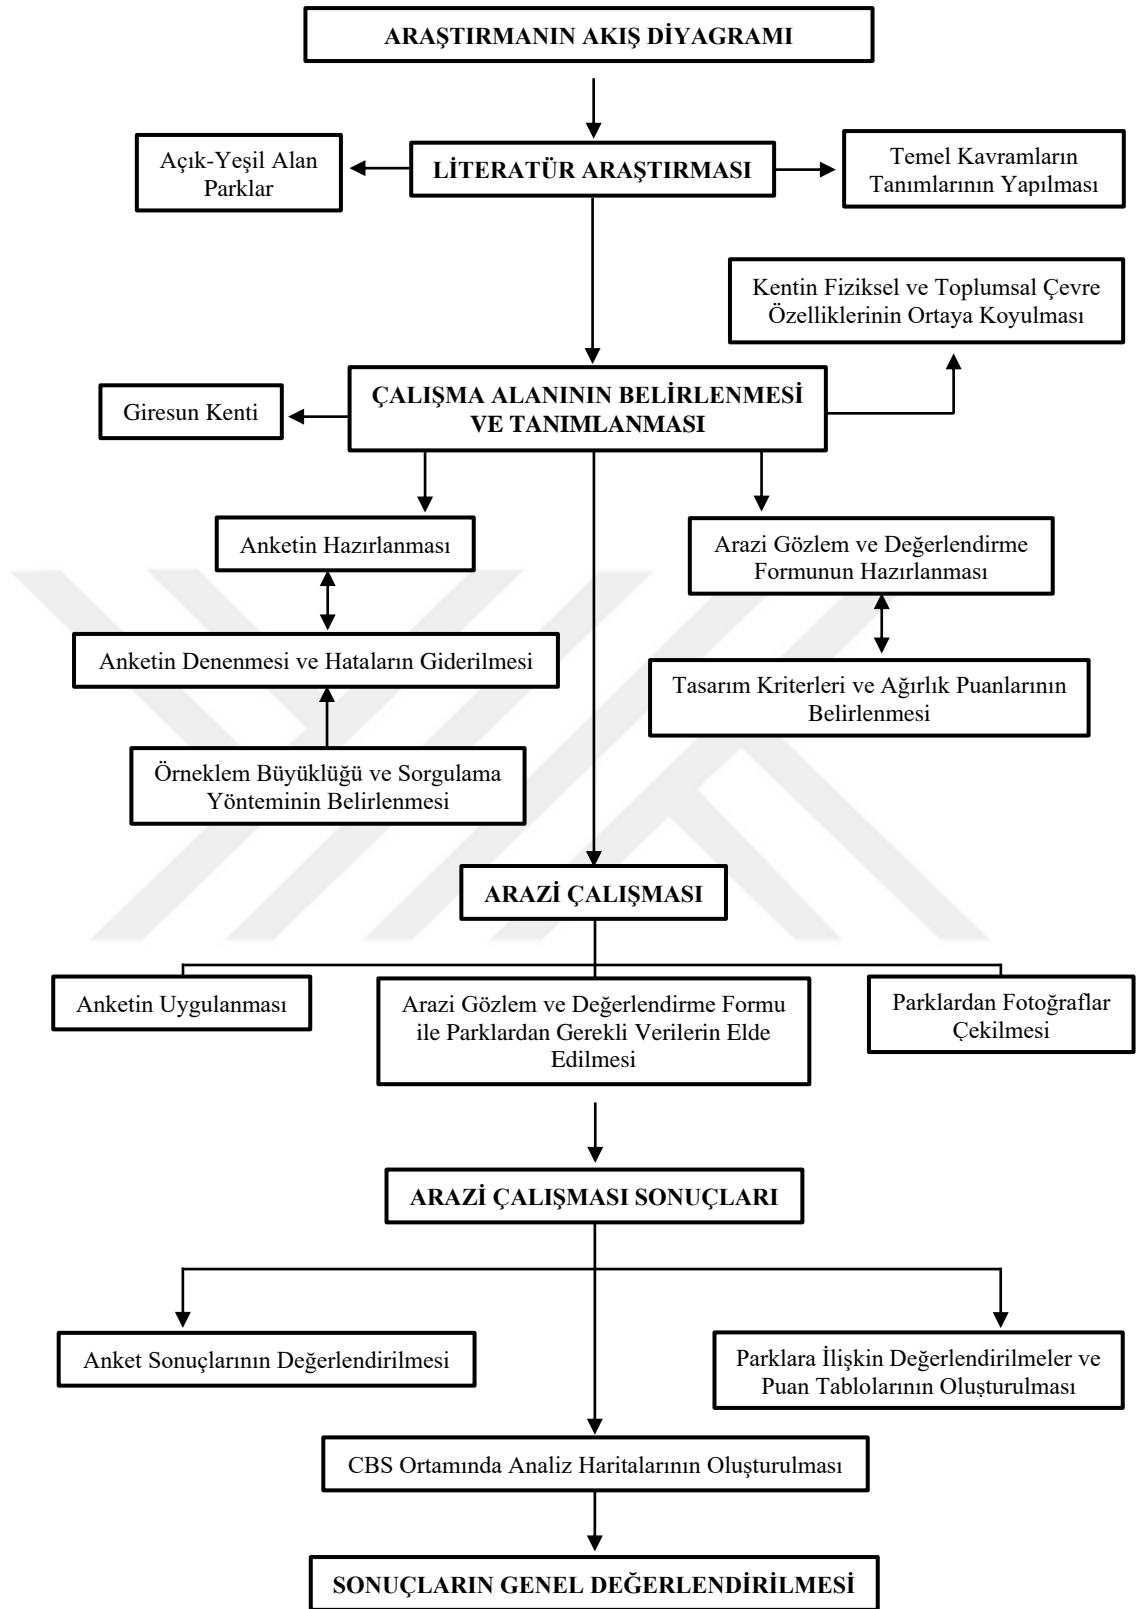 ARAŞTIRMANIN AKIŞ DİYAGRAMI
Açık-Yeşil Alan
Parklar
LİTERATÜR ARAŞTIRMASI
Temel Kavramların
Tanımlarının Yapılması
Kentin Fiziksel ve Toplumsal Çevre
Özelliklerinin Ortaya Koyulması
Giresun Kenti
ÇALIŞMA ALANININ BELİRLENMESİ
VE TANIMLANMASI
Anketin Hazırlanması
Arazi Gözlem ve Değerlendirme
Formunun Hazırlanması
Anketin Denenmesi ve Hataların Giderilmesi
Tasarım Kriterleri ve Ağırlık Puanlarının
Belirlenmesi
Örneklem Büyüklüğü ve Sorgulama
Yönteminin Belirlenmesi
ARAZİ ÇALIŞMASI
Anketin Uygulanması
Arazi Gözlem ve Değerlendirme Formu
ile Parklardan Gerekli Verilerin Elde
Edilmesi
Parklardan Fotoğraflar
Çekilmesi
ARAZİ ÇALIŞMASI SONUÇLARI
Anket Sonuçlarının Değerlendirilmesi
Parklara İlişkin Değerlendirilmeler ve
Puan Tablolarının Oluşturulması
CBS Ortamında Analiz Haritalarının Oluşturulması
SONUÇLARIN GENEL DEĞERLENDİRİLMESİ